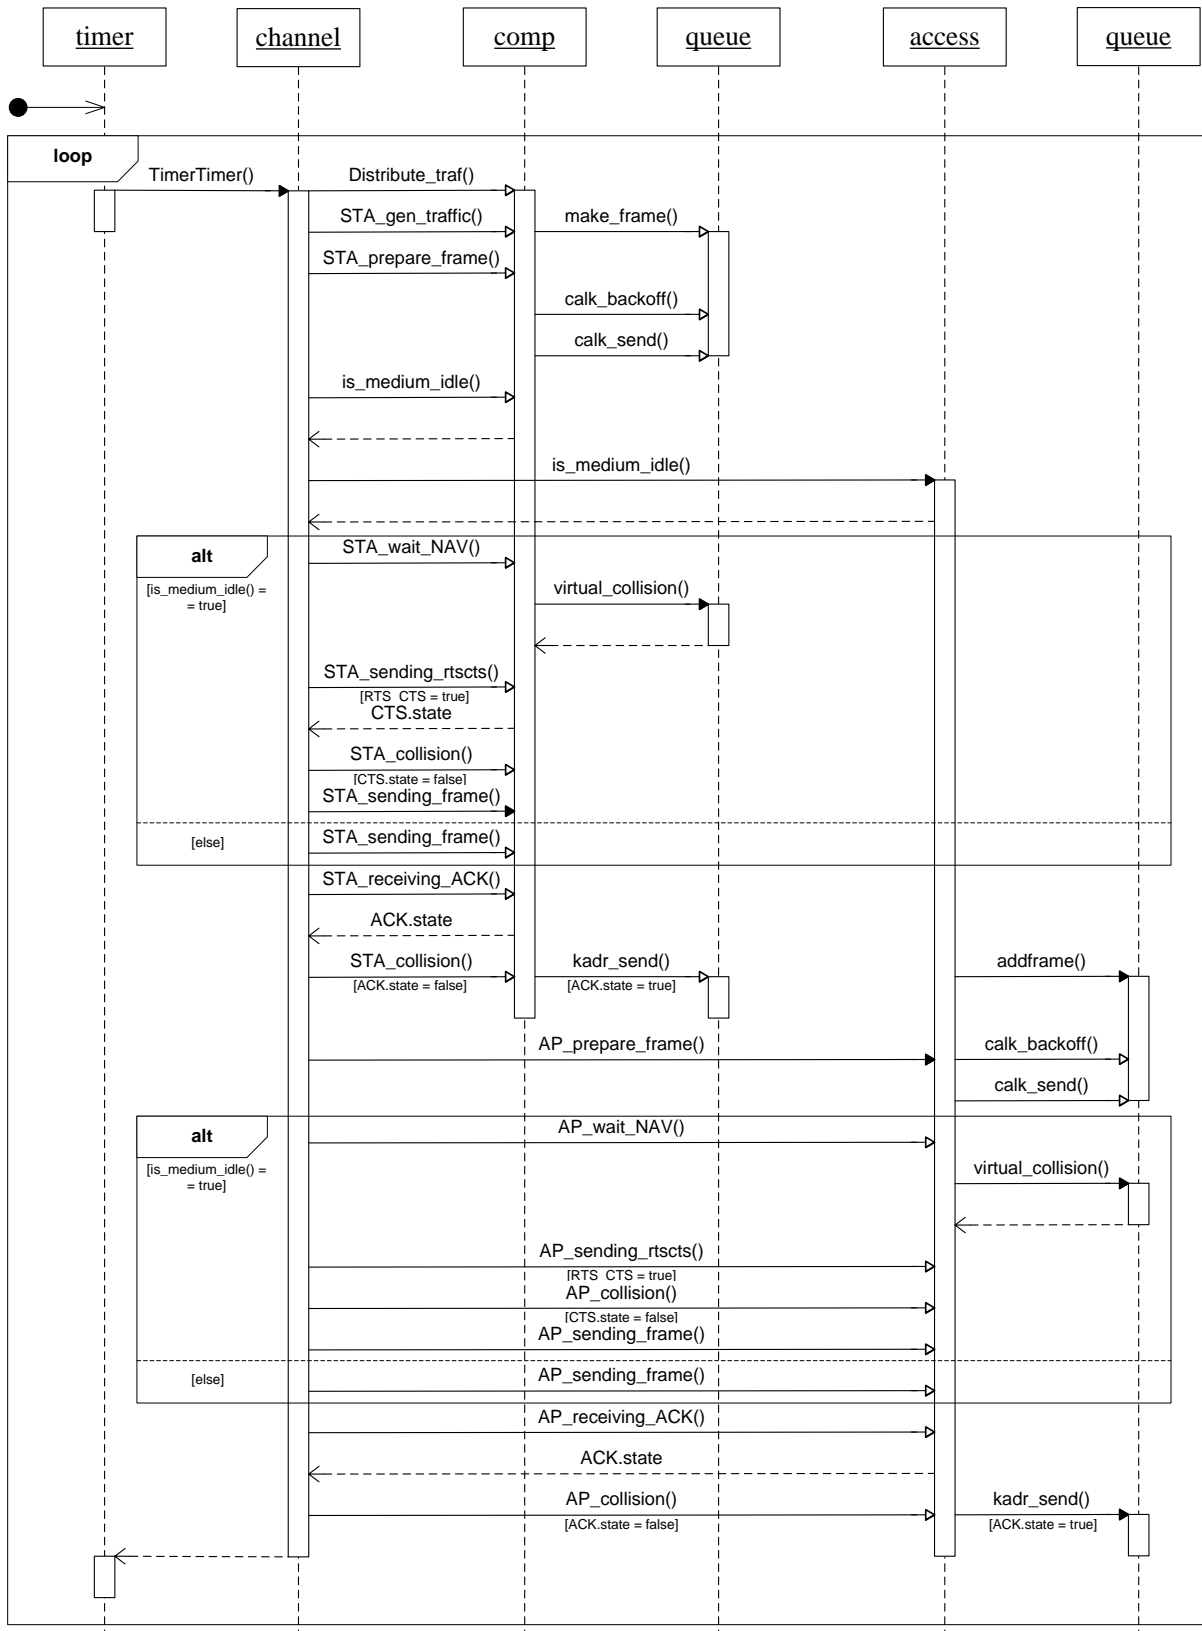 timer channel comp queue access queue
loop
TimerTimer() Distribute_traf()
STA_gen_traffic() make_frame()
STA_prepare_frame()
calk_backoff()
calk_send()
is_medium_idle()
is_medium_idle()
alt STA_wait_NAV()
[is_medium_idle() =
= true]
virtual_collision()
STA_sending_rtscts()
[RTS_CTS = true]
CTS.state
STA_collision()
[CTS.state = false]
STA_sending_frame()
[else] STA_sending_frame()
STA_receiving_ACK()
ACK.state
STA_collision() kadr_send() addframe()
[ACK.state = false] [ACK.state = true]
AP_prepare_frame() calk_backoff()
calk_send()
alt AP_wait_NAV()
[is_medium_idle() =
= true]
virtual_collision()
AP_sending_rtscts()
[RTS_CTS = true]
AP_collision()
[CTS.state = false]
AP_sending_frame()
[else] AP_sending_frame()
AP_receiving_ACK()
ACK.state
AP_collision() kadr_send()
[ACK.state = false] [ACK.state = true]